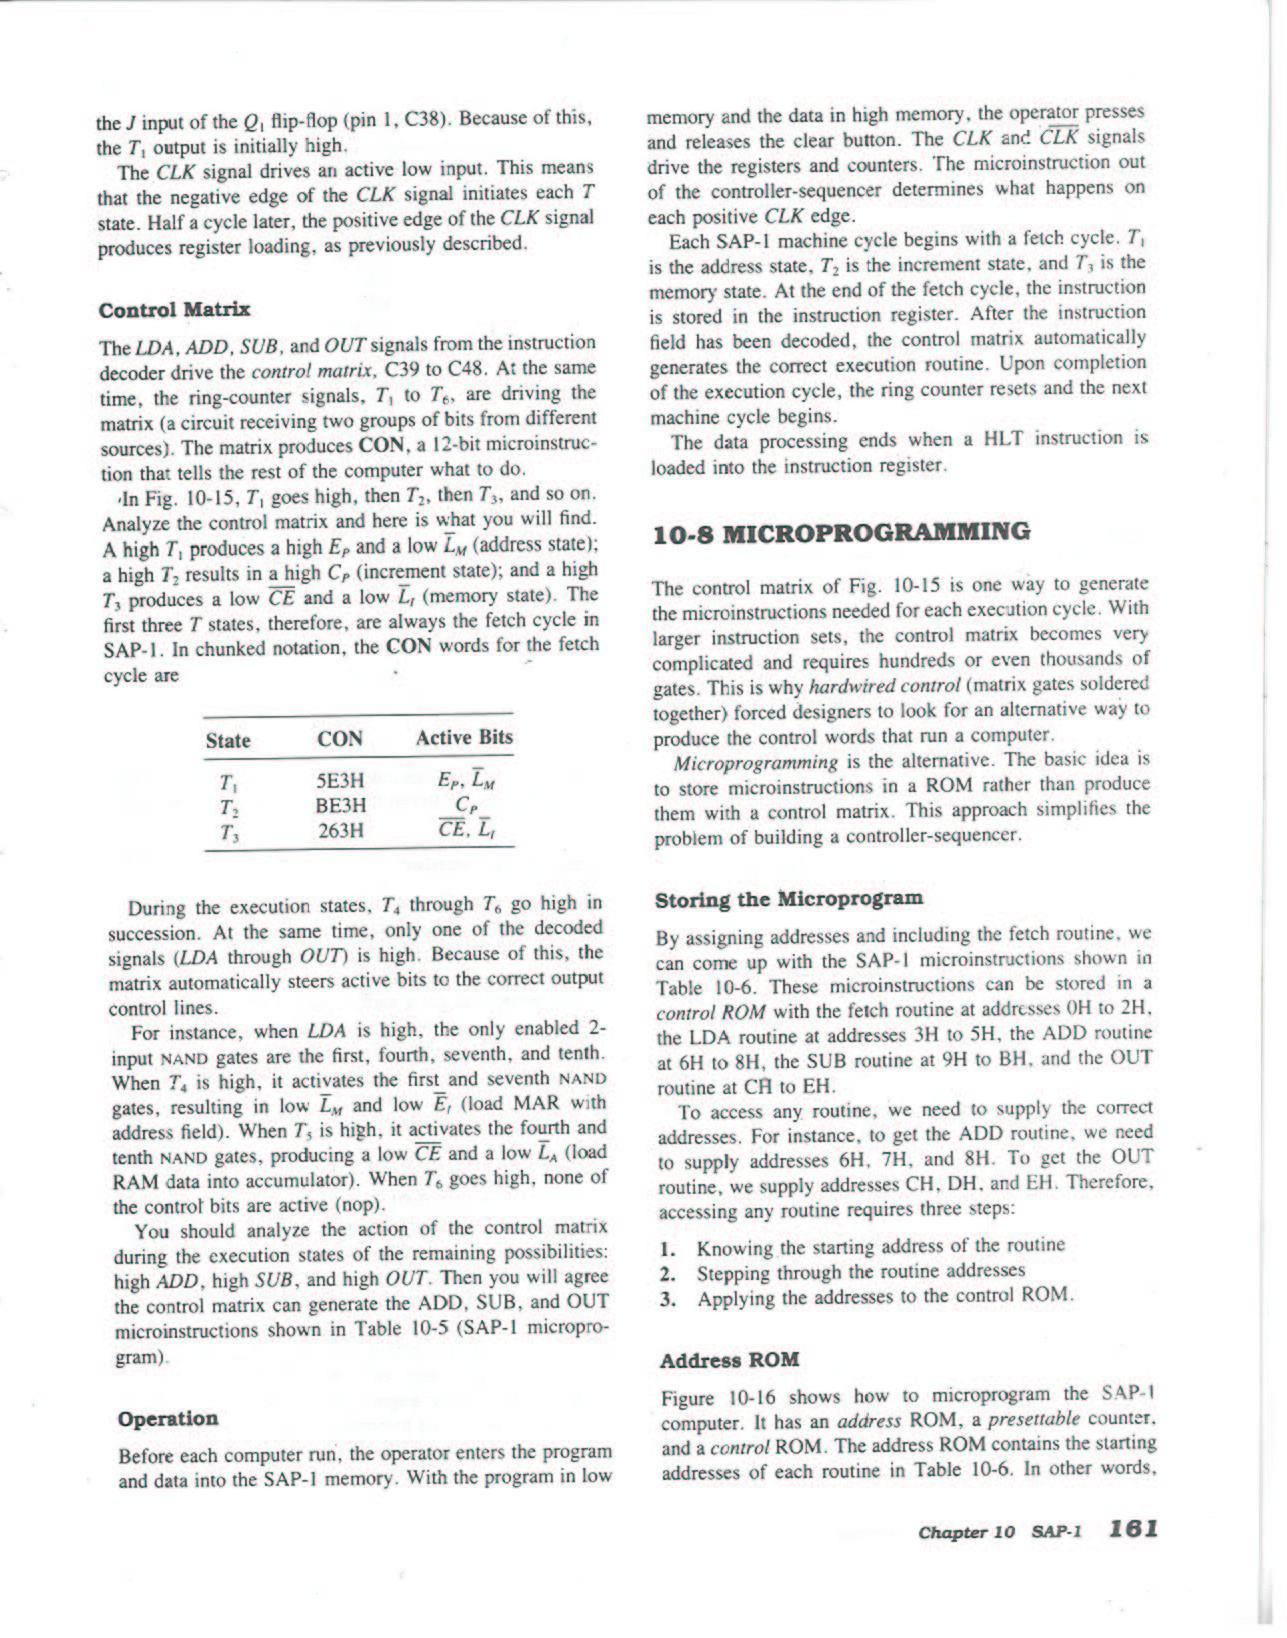 the J input of the Q₁ flip-flop (pin 1, C38). Because of this,
the T₁ output is initially high.
The CLK signal drives an active low input. This means
that the negative edge of the CLK signal initiates each T
state. Half a cycle later, the positive edge of the CLK signal
produces register loading, as previously described.
Control Matrix
The LDA, ADD, SUB, and OUT signals from the instruction
decoder drive the control matrix, C39 to C48. At the same
time, the ring-counter signals, T₁ to T₆, are driving the
matrix (a circuit receiving two groups of bits from different
sources). The matrix produces CON, a 12-bit microinstruc-
tion that tells the rest of the computer what to do.
In Fig. 10-15, T₁ goes high, then T₂, then T₃, and so on.
Analyze the control matrix and here is what you will find.
A high T₁ produces a high E_P and a low L̅_M (address state);
a high T₂ results in a high C_P (increment state); and a high
T₃ produces a low C̅E̅ and a low L̅_I (memory state). The
first three T states, therefore, are always the fetch cycle in
SAP-1. In chunked notation, the CON words for the fetch
cycle are
State CON Active Bits
T₁ 5E3H E_P, L̅_M
T₂ BE3H C_P
T₃ 263H C̅E̅, L̅_I
During the execution states, T₄ through T₆ go high in
succession. At the same time, only one of the decoded
signals (LDA through OUT) is high. Because of this, the
matrix automatically steers active bits to the correct output
control lines.
For instance, when LDA is high, the only enabled 2-
input NAND gates are the first, fourth, seventh, and tenth.
When T₄ is high, it activates the first and seventh NAND
gates, resulting in low L̅_M and low E̅_I (load MAR with
address field). When T₅ is high, it activates the fourth and
tenth NAND gates, producing a low C̅E̅ and a low L̅_A (load
RAM data into accumulator). When T₆ goes high, none of
the control bits are active (nop).
You should analyze the action of the control matrix
during the execution states of the remaining possibilities:
high ADD, high SUB, and high OUT. Then you will agree
the control matrix can generate the ADD, SUB, and OUT
microinstructions shown in Table 10-5 (SAP-1 micropro-
gram).
Operation
Before each computer run, the operator enters the program
and data into the SAP-1 memory. With the program in low
memory and the data in high memory, the operator presses
and releases the clear button. The CLK and C̅L̅K̅ signals
drive the registers and counters. The microinstruction out
of the controller-sequencer determines what happens on
each positive CLK edge.
Each SAP-1 machine cycle begins with a fetch cycle. T₁
is the address state, T₂ is the increment state, and T₃ is the
memory state. At the end of the fetch cycle, the instruction
is stored in the instruction register. After the instruction
field has been decoded, the control matrix automatically
generates the correct execution routine. Upon completion
of the execution cycle, the ring counter resets and the next
machine cycle begins.
The data processing ends when a HLT instruction is
loaded into the instruction register.
10-8 MICROPROGRAMMING
The control matrix of Fig. 10-15 is one way to generate
the microinstructions needed for each execution cycle. With
larger instruction sets, the control matrix becomes very
complicated and requires hundreds or even thousands of
gates. This is why hardwired control (matrix gates soldered
together) forced designers to look for an alternative way to
produce the control words that run a computer.
Microprogramming is the alternative. The basic idea is
to store microinstructions in a ROM rather than produce
them with a control matrix. This approach simplifies the
problem of building a controller-sequencer.
Storing the Microprogram
By assigning addresses and including the fetch routine, we
can come up with the SAP-1 microinstructions shown in
Table 10-6. These microinstructions can be stored in a
control ROM with the fetch routine at addresses 0H to 2H,
the LDA routine at addresses 3H to 5H, the ADD routine
at 6H to 8H, the SUB routine at 9H to BH, and the OUT
routine at CH to EH.
To access any routine, we need to supply the correct
addresses. For instance, to get the ADD routine, we need
to supply addresses 6H, 7H, and 8H. To get the OUT
routine, we supply addresses CH, DH, and EH. Therefore,
accessing any routine requires three steps:
1. Knowing the starting address of the routine
2. Stepping through the routine addresses
3. Applying the addresses to the control ROM.
Address ROM
Figure 10-16 shows how to microprogram the SAP-1
computer. It has an address ROM, a presettable counter,
and a control ROM. The address ROM contains the starting
addresses of each routine in Table 10-6. In other words,
Chapter 10 SAP-1 161